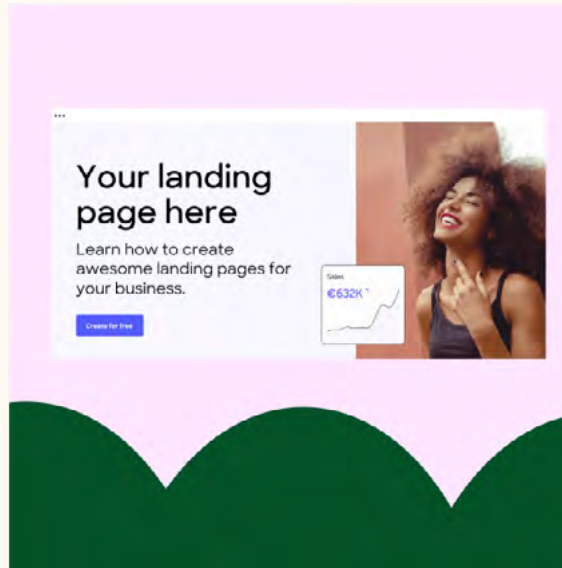 Your landing
page here
Learn how to create
awesome landing pages for
your business.
Create for free
Sales
€632K